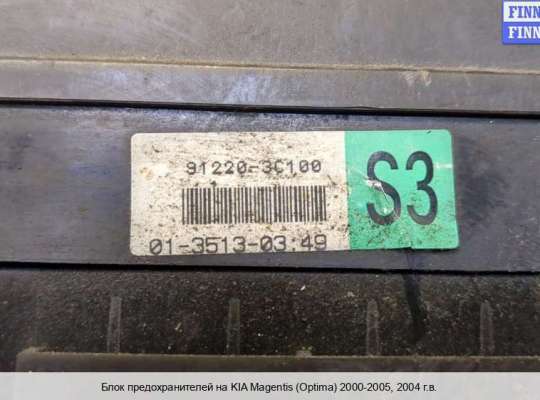 FINN
FINN
91220-3C100
S3
01-3513-03:49
Блок предохранителей на KIA Magentis (Optima) 2000-2005, 2004 г.в.